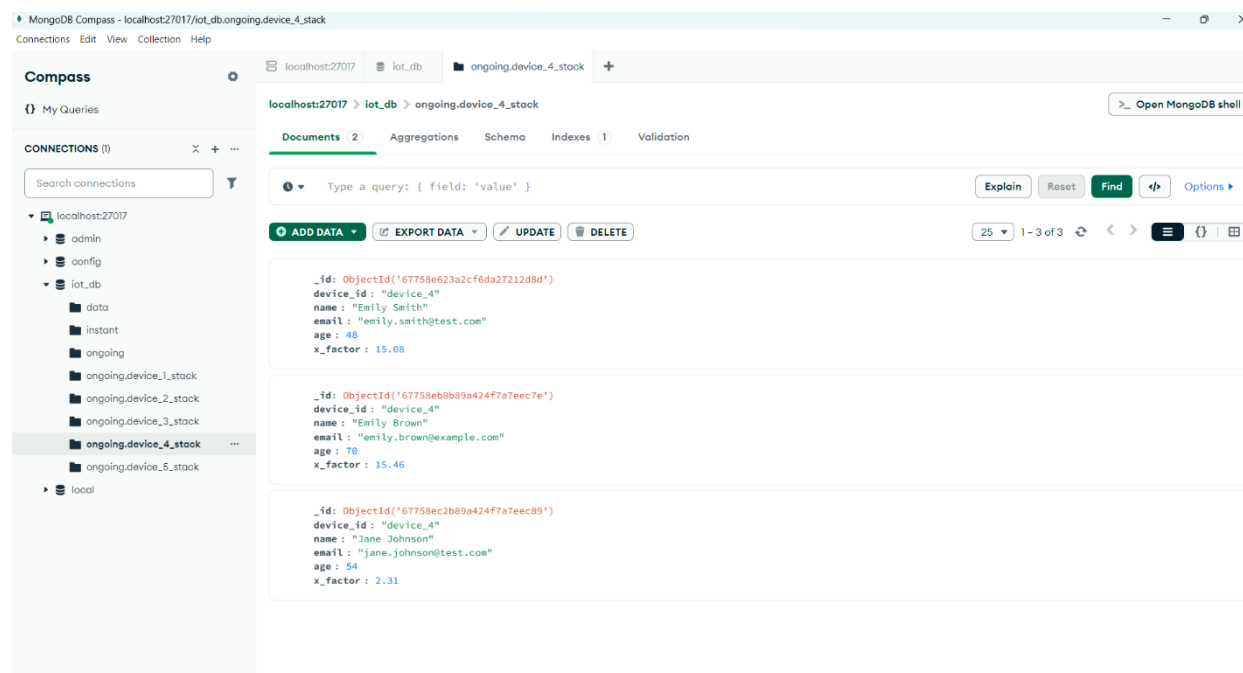 MongoDB Compass - localhost:27017/iot_db.ongoing.device_4_stack
Connections Edit View Collection Help
Compass
{} My Queries
CONNECTIONS (1)
Search connections
localhost:27017
admin
config
iot_db
data
instant
ongoing
ongoing.device_1_stack
ongoing.device_2_stack
ongoing.device_3_stack
ongoing.device_4_stack
ongoing.device_5_stack
local
localhost:27017 iot_db ongoing.device_4_stack
localhost:27017 > iot_db > ongoing.device_4_stack
>_ Open MongoDB shell
Documents 2 Aggregations Schema Indexes 1 Validation
Type a query: { field: 'value' }
Explain Reset Find </> Options
ADD DATA EXPORT DATA UPDATE DELETE
25 1 - 3 of 3 {}
_id: ObjectId('67758e623a2cf6da27212d8d')
device_id : "device_4"
name : "Emily Smith"
email : "emily.smith@test.com"
age : 48
x_factor : 15.08
_id: ObjectId('67758eb0b89a424f7a7eec7e')
device_id : "device_4"
name : "Emily Brown"
email : "emily.brown@example.com"
age : 70
x_factor : 15.46
_id: ObjectId('67758ec2b89a424f7a7eec89')
device_id : "device_4"
name : "Jane Johnson"
email : "jane.johnson@test.com"
age : 54
x_factor : 2.31